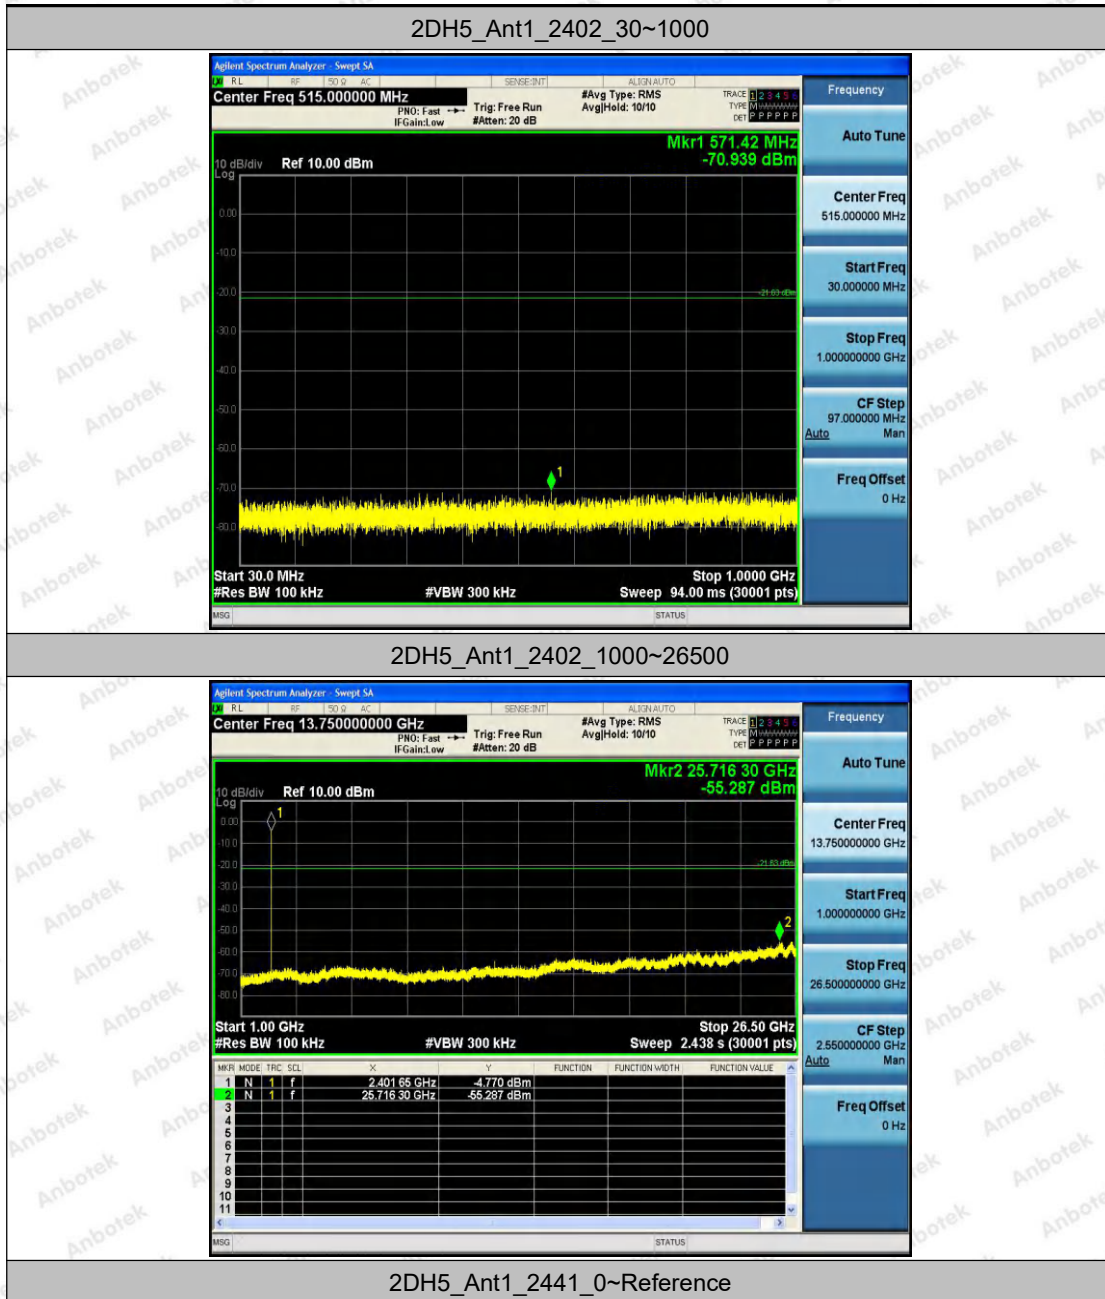 2DH5_Ant1_2402_30~1000
Agilent Spectrum Analyzer - Swept SA
RL RF 50 Ω AC SENSE:INT ALIGN AUTO
Center Freq 515.000000 MHz
PNO: Fast
IFGain:Low
Trig: Free Run
#Atten: 20 dB
#Avg Type: RMS
Avg|Hold: 10/10
TRACE 1 2 3 4 5 6
TYPE M
DET P P P P P P
Mkr1 571.42 MHz
-70.939 dBm
10 dB/div Ref 10.00 dBm
Log
0.00
-10.0
-20.0
-21.63 dBm
-30.0
-40.0
-50.0
-60.0
-70.0
-80.0
1
Start 30.0 MHz Stop 1.0000 GHz
#Res BW 100 kHz #VBW 300 kHz Sweep 94.00 ms (30001 pts)
MSG STATUS
Frequency
Auto Tune
Center Freq
515.000000 MHz
Start Freq
30.000000 MHz
Stop Freq
1.000000000 GHz
CF Step
97.000000 MHz
Auto Man
Freq Offset
0 Hz
2DH5_Ant1_2402_1000~26500
Agilent Spectrum Analyzer - Swept SA
RL RF 50 Ω AC SENSE:INT ALIGN AUTO
Center Freq 13.750000000 GHz
PNO: Fast
IFGain:Low
Trig: Free Run
#Atten: 20 dB
#Avg Type: RMS
Avg|Hold: 10/10
TRACE 1 2 3 4 5 6
TYPE M
DET P P P P P P
Mkr2 25.716 30 GHz
-55.287 dBm
10 dB/div Ref 10.00 dBm
Log
0.00
-10.0
-20.0
-21.63 dBm
-30.0
-40.0
-50.0
-60.0
-70.0
-80.0
1
2
Start 1.00 GHz Stop 26.50 GHz
#Res BW 100 kHz #VBW 300 kHz Sweep 2.438 s (30001 pts)
MKR MODE TRC SCL X Y FUNCTION FUNCTION WIDTH FUNCTION VALUE
1 N 1 f 2.401 65 GHz -4.770 dBm
2 N 1 f 25.716 30 GHz -55.287 dBm
3
4
5
6
7
8
9
10
11
MSG STATUS
Frequency
Auto Tune
Center Freq
13.750000000 GHz
Start Freq
1.000000000 GHz
Stop Freq
26.500000000 GHz
CF Step
2.550000000 GHz
Auto Man
Freq Offset
0 Hz
2DH5_Ant1_2441_0~Reference
Anbotek